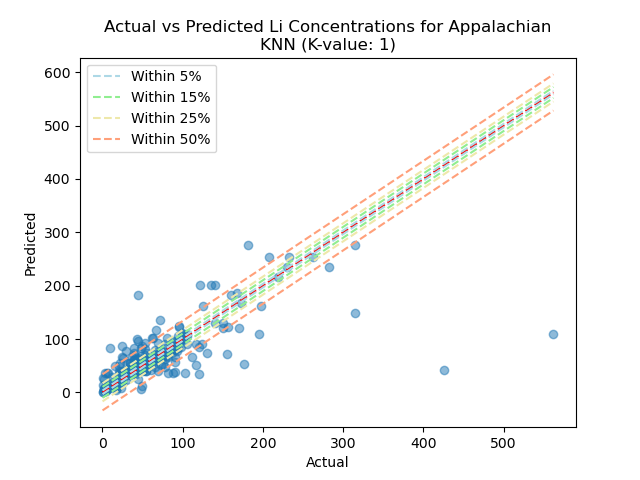 Actual vs Predicted Li Concentrations for Appalachian
KNN (K-value: 1)
Within 5%
Within 15%
Within 25%
Within 50%
600
500
400
300
200
100
0
Predicted
0
100
200
300
400
500
Actual